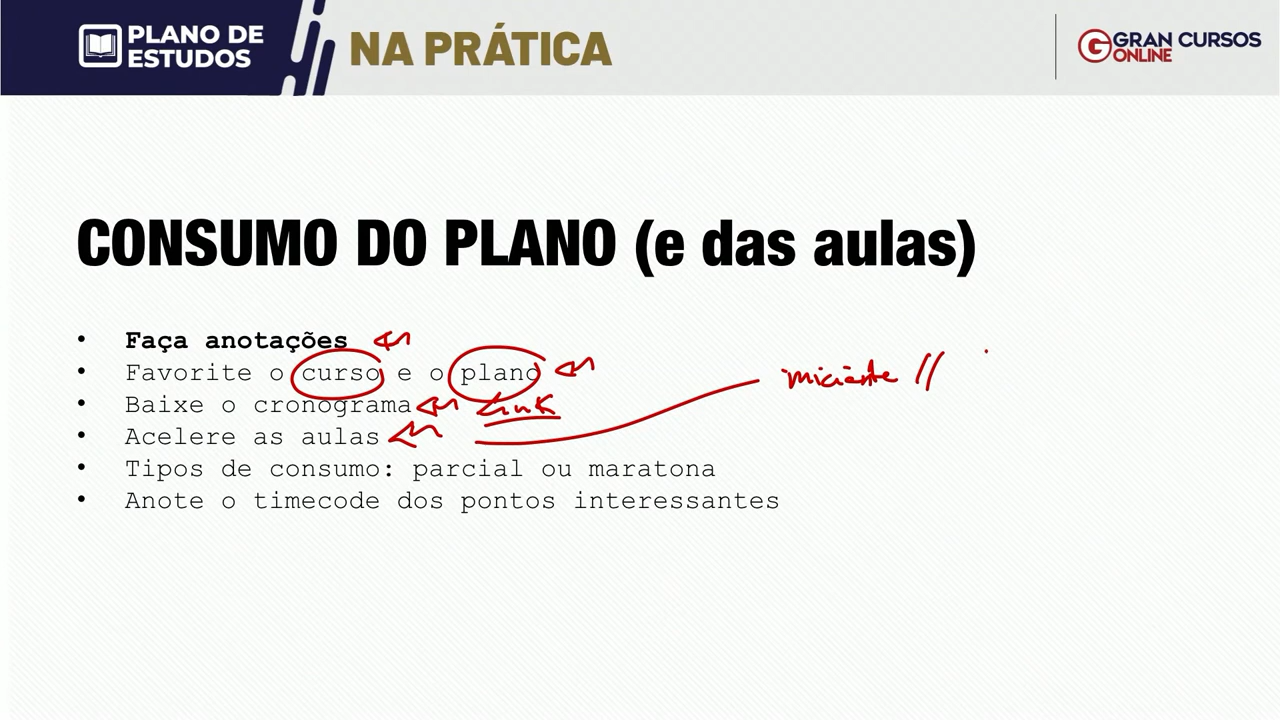 PLANO DE
ESTUDOS
NA PRÁTICA
GRAN CURSOS
ONLINE
CONSUMO DO PLANO (e das aulas)
• Faça anotações
• Favorite o curso e o plano
• Baixe o cronograma Link
• Acelere as aulas iniciante //
• Tipos de consumo: parcial ou maratona
• Anote o timecode dos pontos interessantes